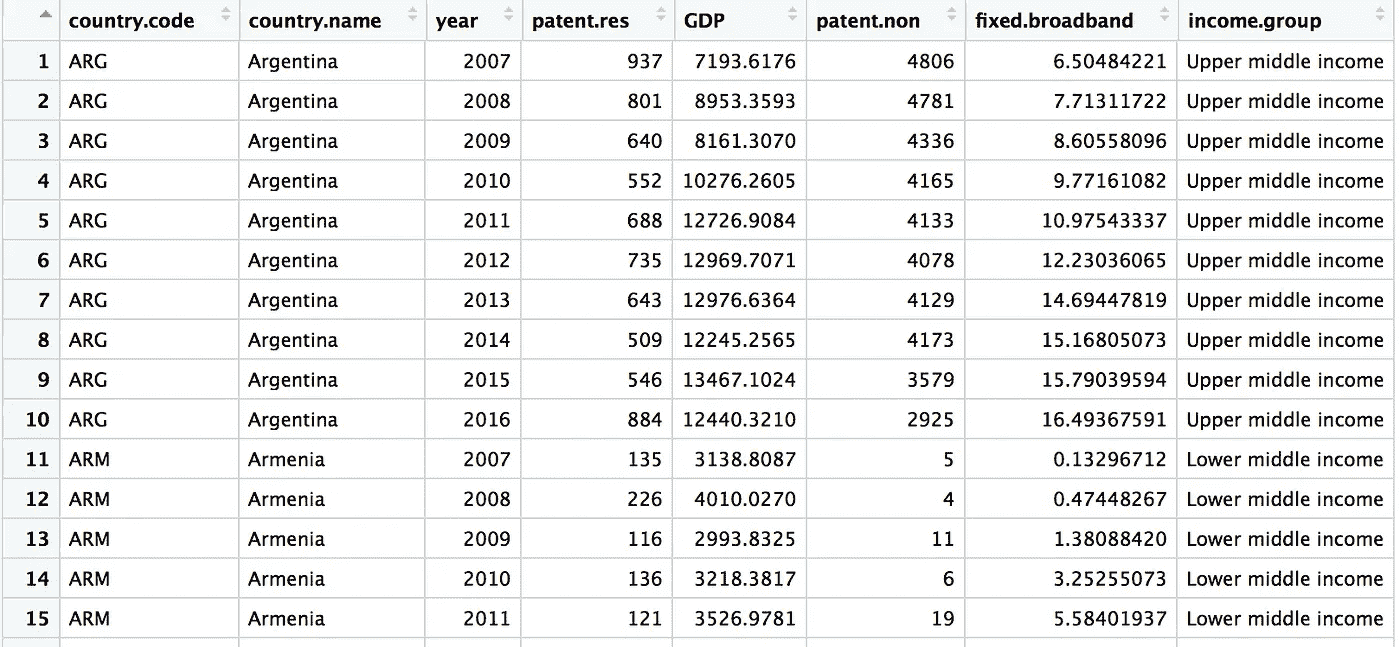 country.code country.name year patent.res GDP patent.non fixed.broadband income.group
1 ARG Argentina 2007 937 7193.6176 4806 6.50484221 Upper middle income
2 ARG Argentina 2008 801 8953.3593 4781 7.71311722 Upper middle income
3 ARG Argentina 2009 640 8161.3070 4336 8.60558096 Upper middle income
4 ARG Argentina 2010 552 10276.2605 4165 9.77161082 Upper middle income
5 ARG Argentina 2011 688 12726.9084 4133 10.97543337 Upper middle income
6 ARG Argentina 2012 735 12969.7071 4078 12.23036065 Upper middle income
7 ARG Argentina 2013 643 12976.6364 4129 14.69447819 Upper middle income
8 ARG Argentina 2014 509 12245.2565 4173 15.16805073 Upper middle income
9 ARG Argentina 2015 546 13467.1024 3579 15.79039594 Upper middle income
10 ARG Argentina 2016 884 12440.3210 2925 16.49367591 Upper middle income
11 ARM Armenia 2007 135 3138.8087 5 0.13296712 Lower middle income
12 ARM Armenia 2008 226 4010.0270 4 0.47448267 Lower middle income
13 ARM Armenia 2009 116 2993.8325 11 1.38088420 Lower middle income
14 ARM Armenia 2010 136 3218.3817 6 3.25255073 Lower middle income
15 ARM Armenia 2011 121 3526.9781 19 5.58401937 Lower middle income